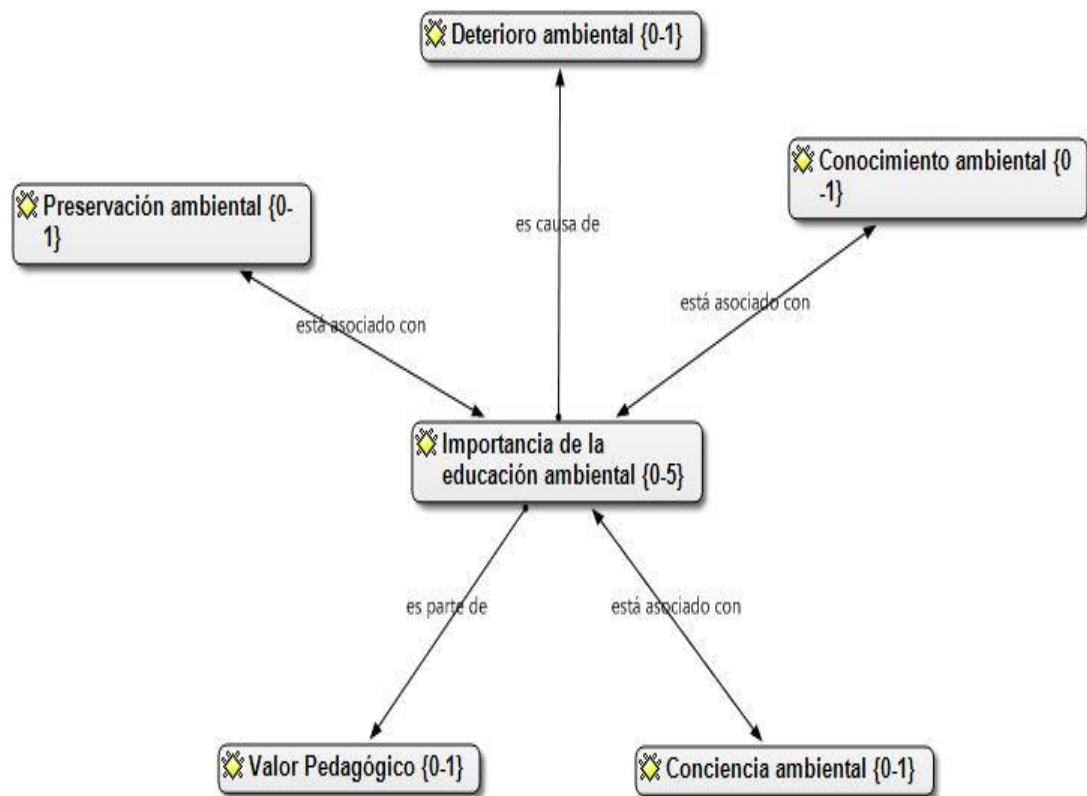 Deterioro ambiental {0-1}
Conocimiento ambiental {0
-1}
Preservación ambiental {0-
1}
es causa de
está asociado con
está asociado con
Importancia de la
educación ambiental {0-5}
es parte de
está asociado con
Valor Pedagógico {0-1}
Conciencia ambiental {0-1}